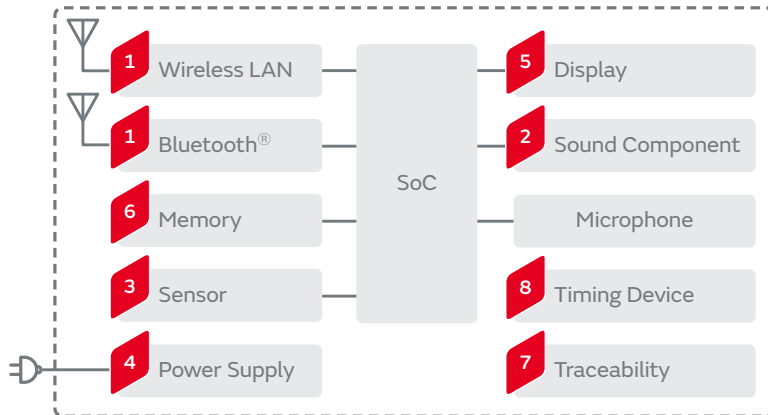 1 Wireless LAN
1 Bluetooth®
6 Memory
3 Sensor
4 Power Supply
SoC
5 Display
2 Sound Component
Microphone
8 Timing Device
7 Traceability